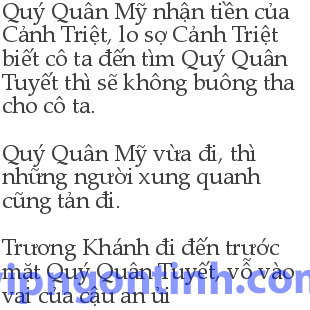 Quý Quân Mỹ nhận tiền của
Cảnh Triệt, lo sợ Cảnh Triệt
biết cô ta đến tìm Quý Quân
Tuyết thì sẽ không buông tha
cho cô ta.
Quý Quân Mỹ vừa đi, thì
những người xung quanh
cũng tản đi.
Trương Khánh đi đến trước
mặt Quý Quân Tuyết, vỗ vào
vai của cậu an ủi
vipngontinh.com